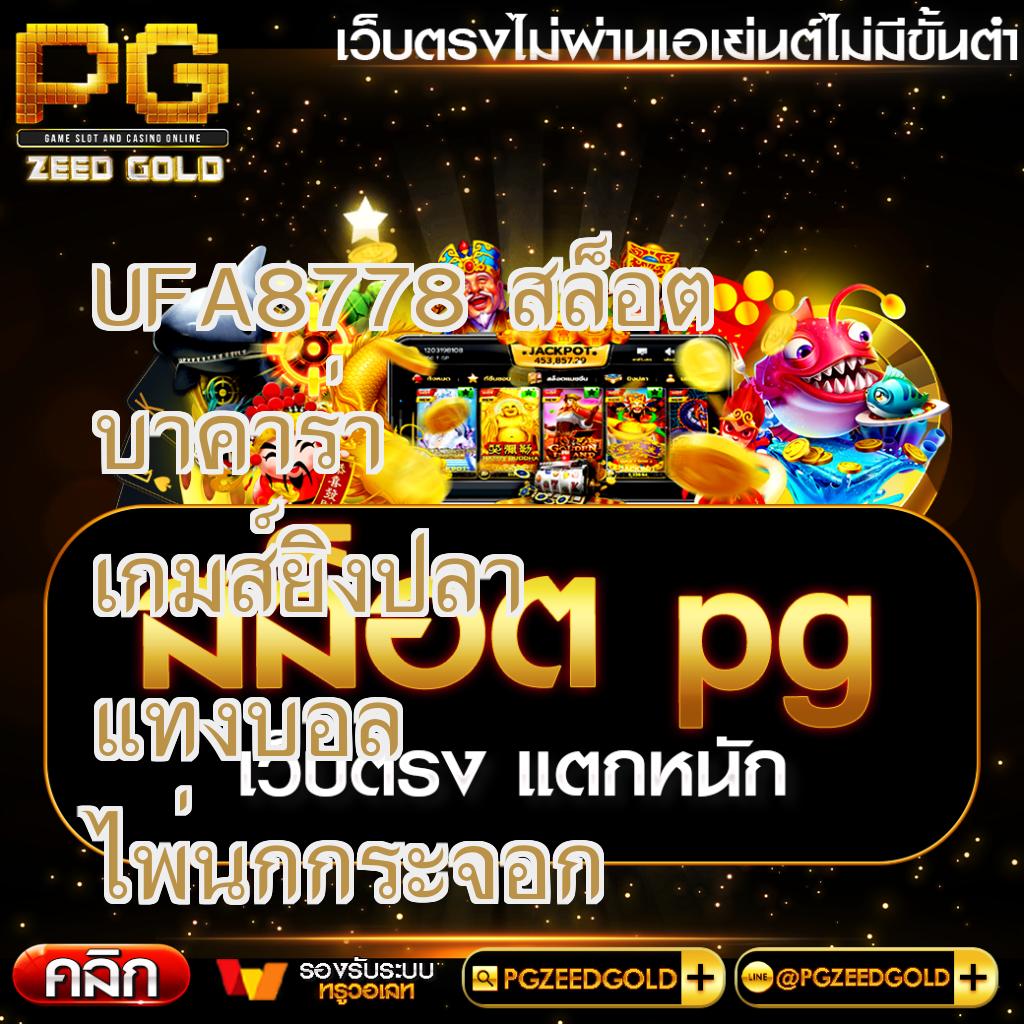 เว็บตรงไม่ผ่านเอเย่นต์ไม่มีขั้นต่ำ
PG
GAME SLOT AND CASINO ONLINE
ZEED GOLD
UFA8778 สล็อต
JACKPOT
453,857.79
บาคาร่า
เกมส์ยิงปลา
สล็อต pg
แทงบอล
เว็บตรง แตกหนัก
ไพ่นกกระจอก
คลิก
รองรับระบบ
ทรูวอเลท
PGZEEDGOLD +
LINE @PGZEEDGOLD +